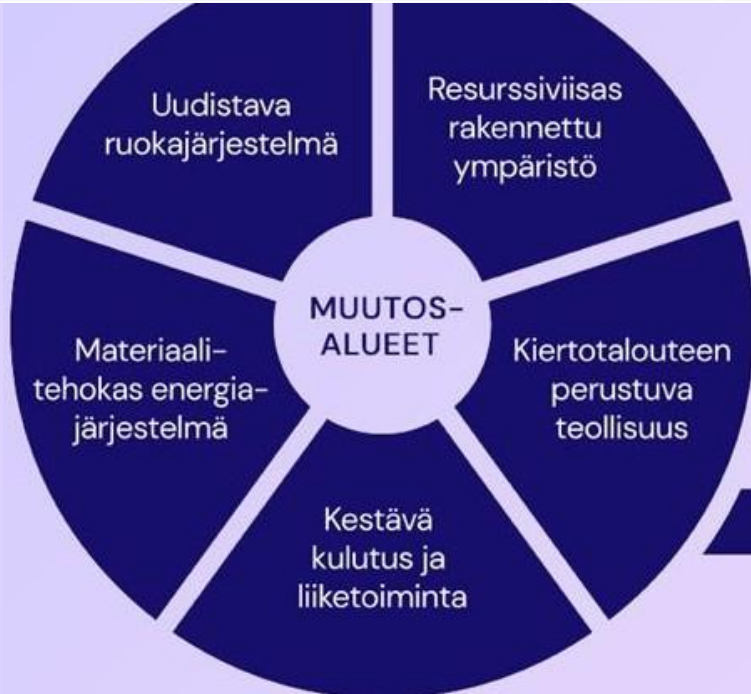 Uudistava
ruokajärjestelmä
Resurssiviisas
rakennettu
ympäristö
MUUTOS-
ALUEET
Materiaali-
tehokas energia-
järjestelmä
Kiertotalouteen
perustuva
teollisuus
Kestävä
kulutus ja
liiketoiminta